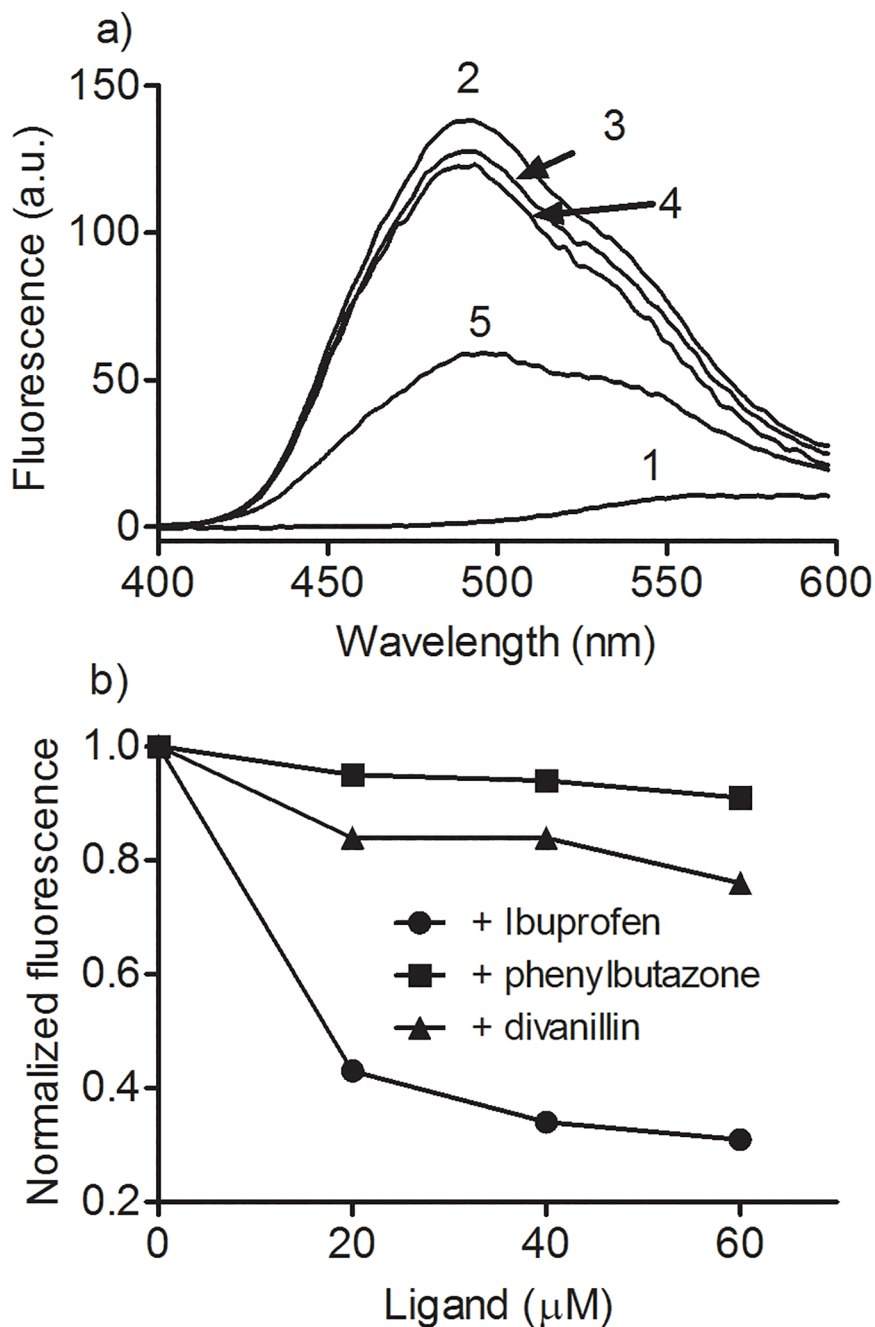 a)
Fluorescence (a.u.)
150
100
50
0
2
3
4
5
1
400 450 500 550 600
Wavelength (nm)
b)
Normalized fluorescence
1.0
0.8
0.6
0.4
0.2
+ Ibuprofen
+ phenylbutazone
+ divanillin
0 20 40 60
Ligand (μM)